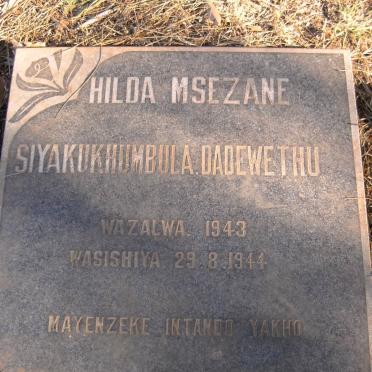 HILDA MSEZANE
SIYAKUKHUMBULA DADEWETHU
WAZALWA. 1943
WASISHIYA 29.8.1944
MAYENZEKE INTANDO YAKHO